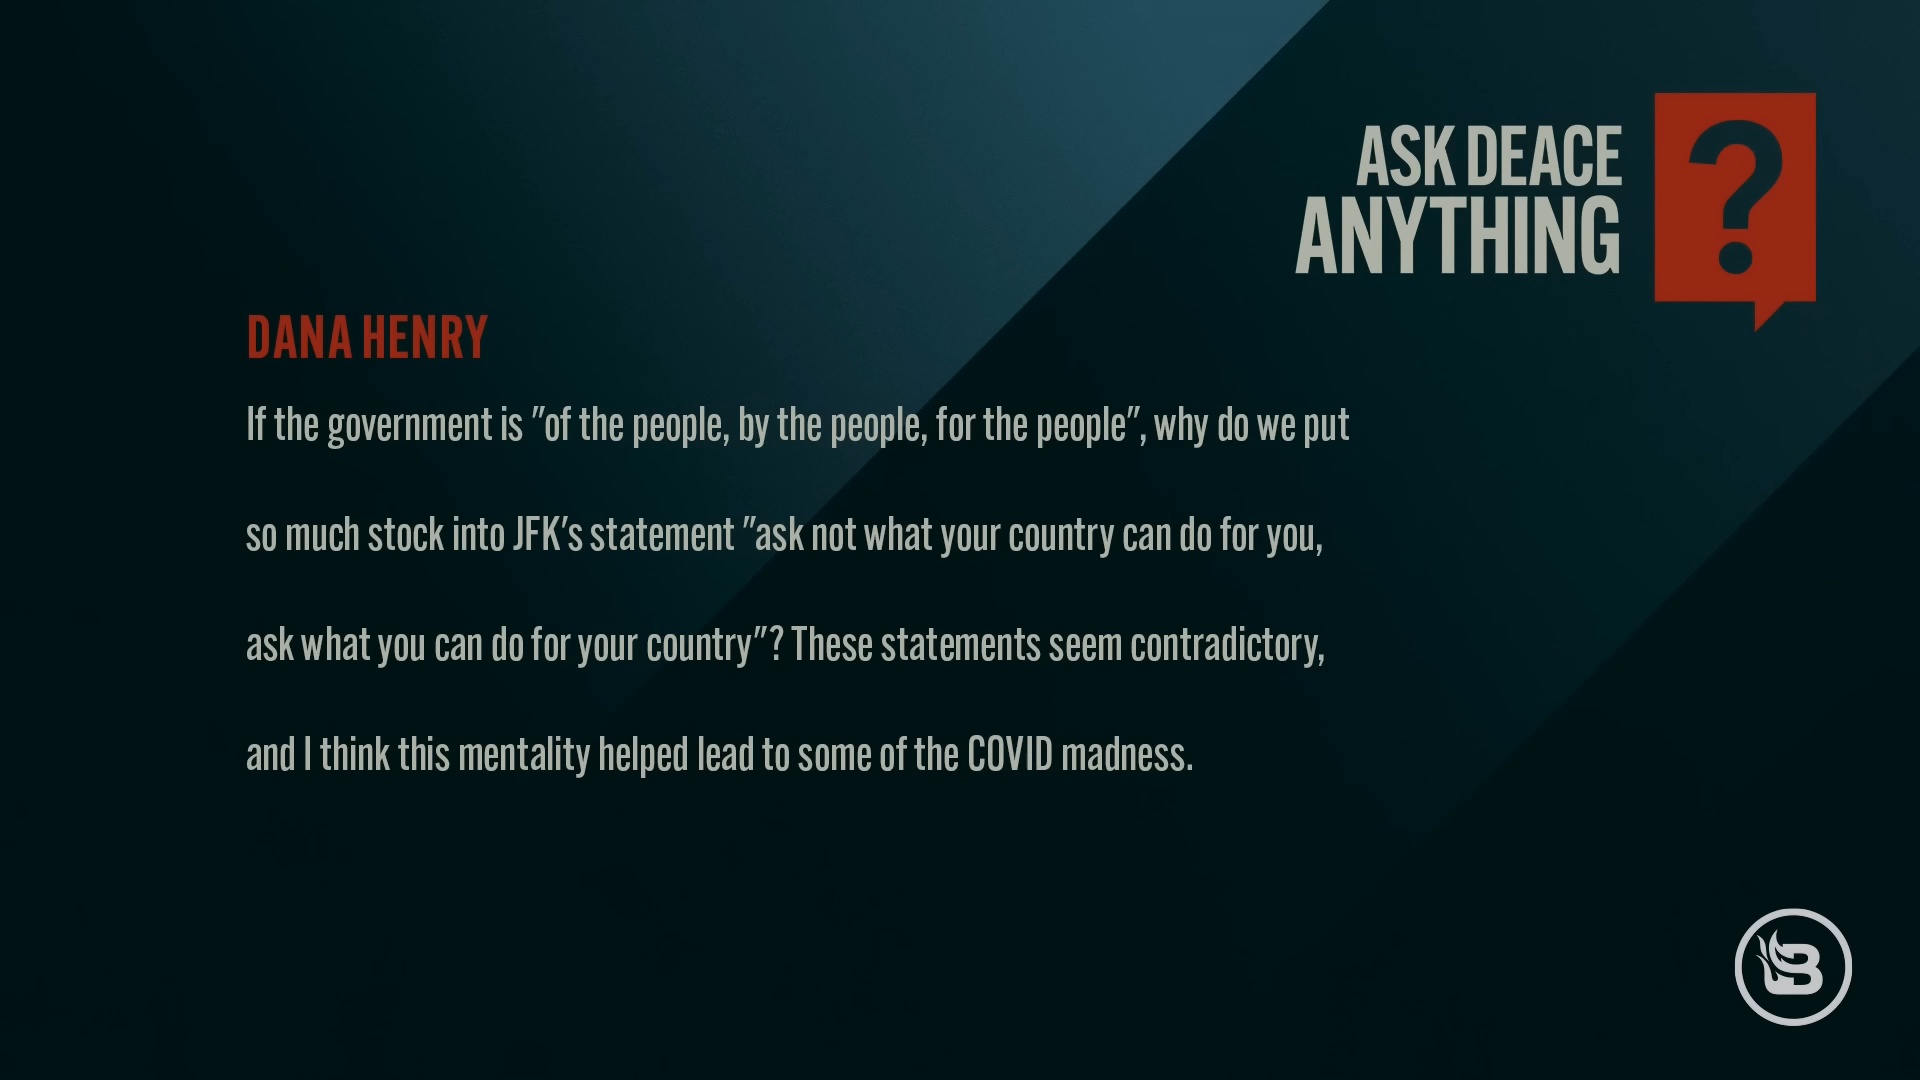 ASK DEACE
ANYTHING
?
DANA HENRY
If the government is "of the people, by the people, for the people", why do we put
so much stock into JFK's statement "ask not what your country can do for you,
ask what you can do for your country"? These statements seem contradictory,
and I think this mentality helped lead to some of the COVID madness.
B